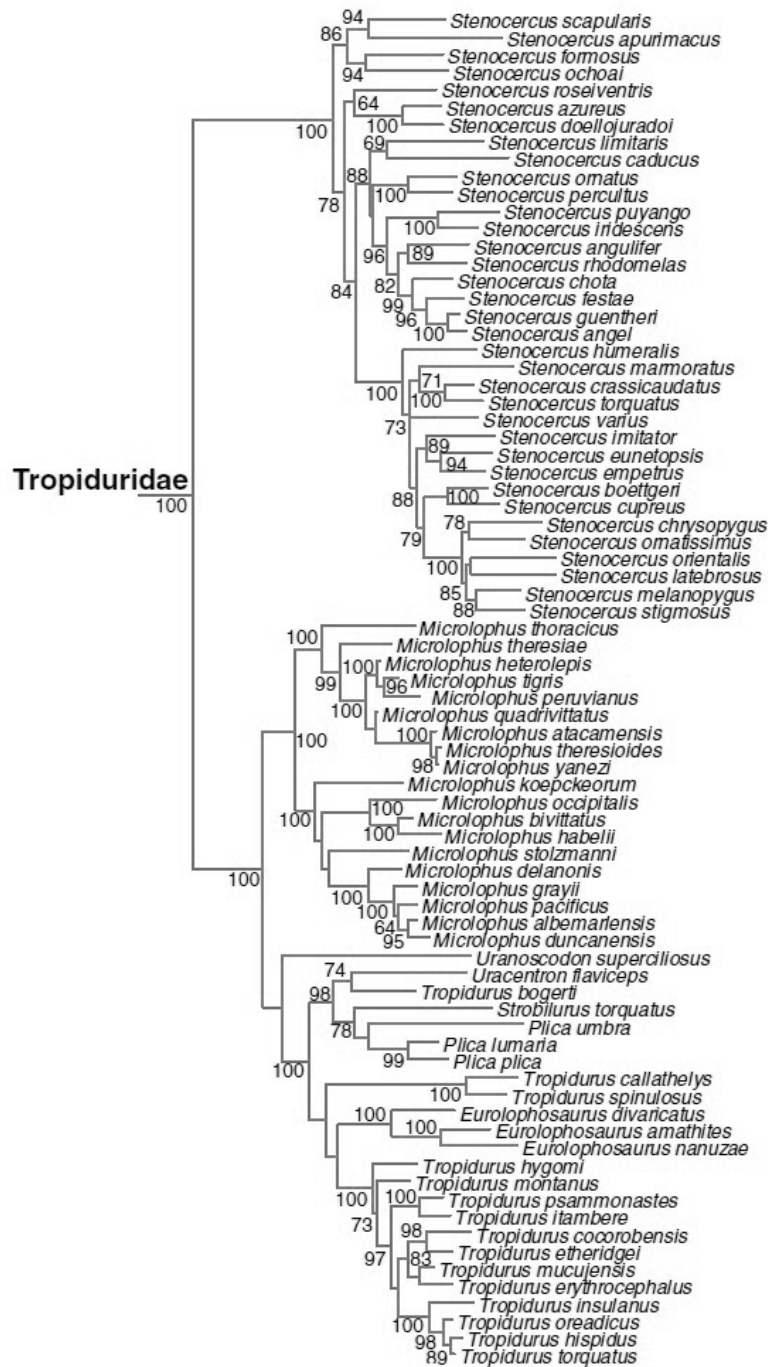 94
Stenocercus scapularis
86
Stenocercus apurimacus
Stenocercus formosus
94
Stenocercus ochoai
Stenocercus roseiventris
64
Stenocercus azureus
100
100
Stenocercus doellojuradoi
69
Stenocercus limitaris
Stenocercus caducus
88
Stenocercus ornatus
78
100
Stenocercus percultus
Stenocercus puyango
100
Stenocercus iridescens
96
89
Stenocercus angulifer
Stenocercus rhodomelas
84
82
Stenocercus chota
99
Stenocercus festae
96
Stenocercus guentheri
100
Stenocercus angel
Stenocercus humeralis
Stenocercus marmoratus
100
71
Stenocercus crassicaudatus
100
Stenocercus torquatus
73
Stenocercus varius
Stenocercus imitator
89
Stenocercus eunetopsis
94
Stenocercus empetrus
Tropiduridae
100
88
100
Stenocercus boettgeri
Stenocercus cupreus
78
Stenocercus chrysopygus
79
Stenocercus ornatissimus
Stenocercus orientalis
100
Stenocercus latebrosus
85
Stenocercus melanopygus
88
Stenocercus stigmosus
100
Microlophus thoracicus
Microlophus theresiae
100
Microlophus heterolepis
99
96
Microlophus tigris
Microlophus peruvianus
100
Microlophus quadrivittatus
100
100
Microlophus atacamensis
Microlophus theresioides
98
Microlophus yanezi
Microlophus koepckeorum
100
100
Microlophus occipitalis
Microlophus bivittatus
100
Microlophus habelii
Microlophus stolzmanni
100
Microlophus delanonis
100
Microlophus grayii
100
Microlophus pacificus
64
Microlophus albemarlensis
95
Microlophus duncanensis
Uranoscodon superciliosus
74
Uracentron flaviceps
98
Tropidurus bogerti
Strobilurus torquatus
78
Plica umbra
Plica lumaria
99
Plica plica
100
Tropidurus callathelys
100
Tropidurus spinulosus
100
Eurolophosaurus divaricatus
100
Eurolophosaurus amathites
Eurolophosaurus nanuzae
Tropidurus hygomi
100
Tropidurus montanus
100
Tropidurus psammonastes
73
Tropidurus itambere
98
Tropidurus cocorobensis
97
83
Tropidurus etheridgei
Tropidurus mucujensis
Tropidurus erythrocephalus
Tropidurus insulanus
100
Tropidurus oreadicus
98
Tropidurus hispidus
89
Tropidurus torquatus